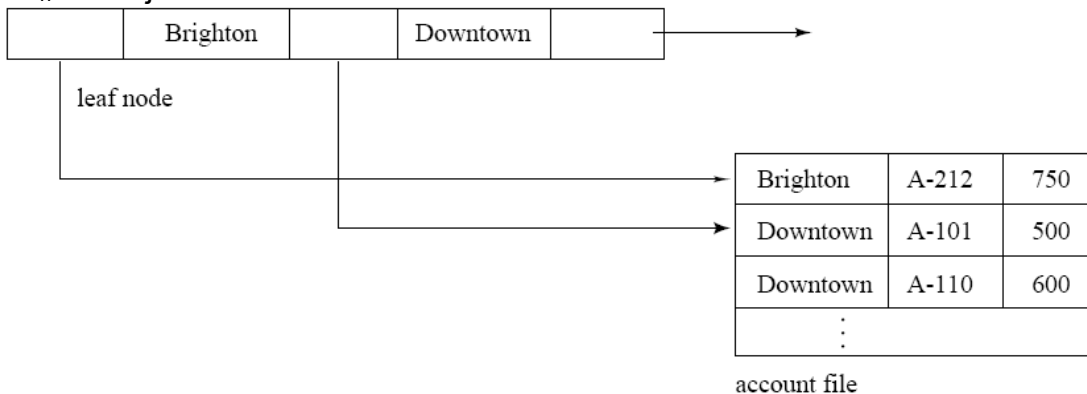 Brighton Downtown
leaf node
Brighton A-212 750
Downtown A-101 500
Downtown A-110 600
account file